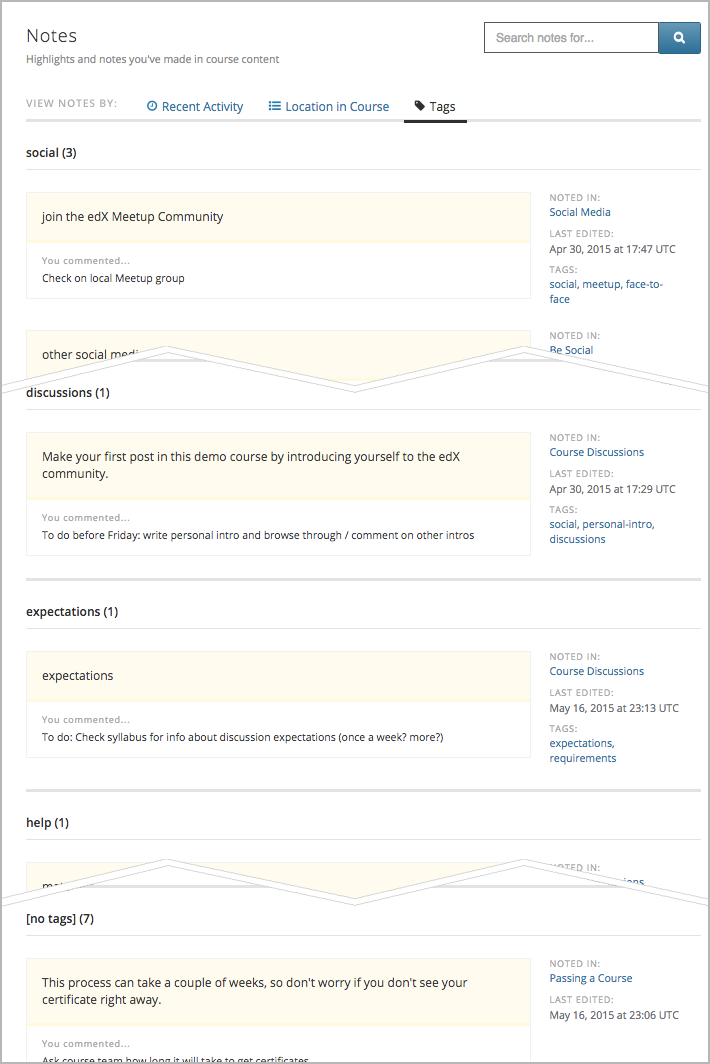 Notes
Search notes for...
Highlights and notes you've made in course content
VIEW NOTES BY:
Recent Activity
Location in Course
Tags
social (3)
join the edX Meetup Community
You commented...
Check on local Meetup group
NOTED IN:
Social Media
LAST EDITED:
Apr 30, 2015 at 17:47 UTC
TAGS:
social, meetup, face-to-
face
other social medi
NOTED IN:
Be Social
discussions (1)
Make your first post in this demo course by introducing yourself to the edX
community.
You commented...
To do before Friday: write personal intro and browse through / comment on other intros
NOTED IN:
Course Discussions
LAST EDITED:
Apr 30, 2015 at 17:29 UTC
TAGS:
social, personal-intro,
discussions
expectations (1)
expectations
You commented...
To do: Check syllabus for info about discussion expectations (once a week? more?)
NOTED IN:
Course Discussions
LAST EDITED:
May 16, 2015 at 23:13 UTC
TAGS:
expectations,
requirements
help (1)
NOTED IN:
[no tags] (7)
This process can take a couple of weeks, so don't worry if you don't see your
certificate right away.
You commented...
Ask course team how long it will take to get certificates
NOTED IN:
Passing a Course
LAST EDITED:
May 16, 2015 at 23:06 UTC